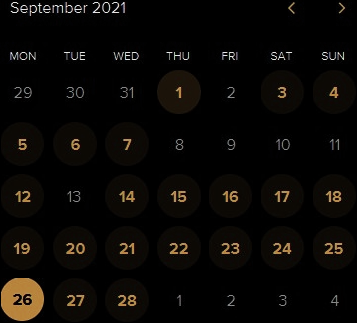 September 2021
MON TUE WED THU FRI SAT SUN
29 30 31 1 2 3 4
5 6 7 8 9 10 11
12 13 14 15 16 17 18
19 20 21 22 23 24 25
26 27 28 1 2 3 4